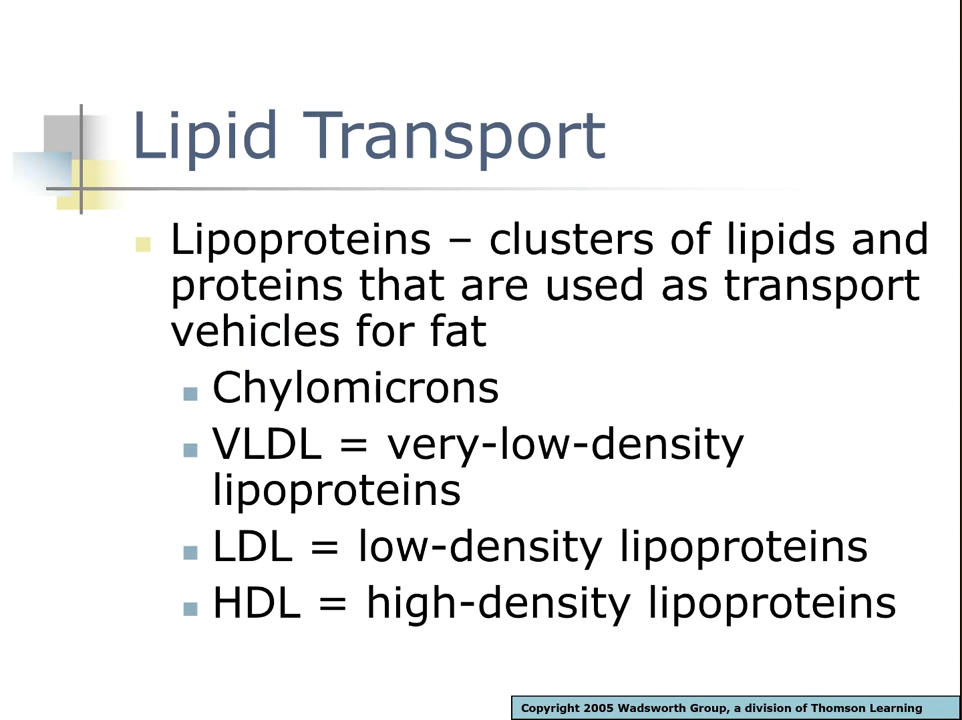 Lipid Transport
Lipoproteins – clusters of lipids and
proteins that are used as transport
vehicles for fat
Chylomicrons
VLDL = very-low-density
lipoproteins
LDL = low-density lipoproteins
HDL = high-density lipoproteins
Copyright 2005 Wadsworth Group, a division of Thomson Learning